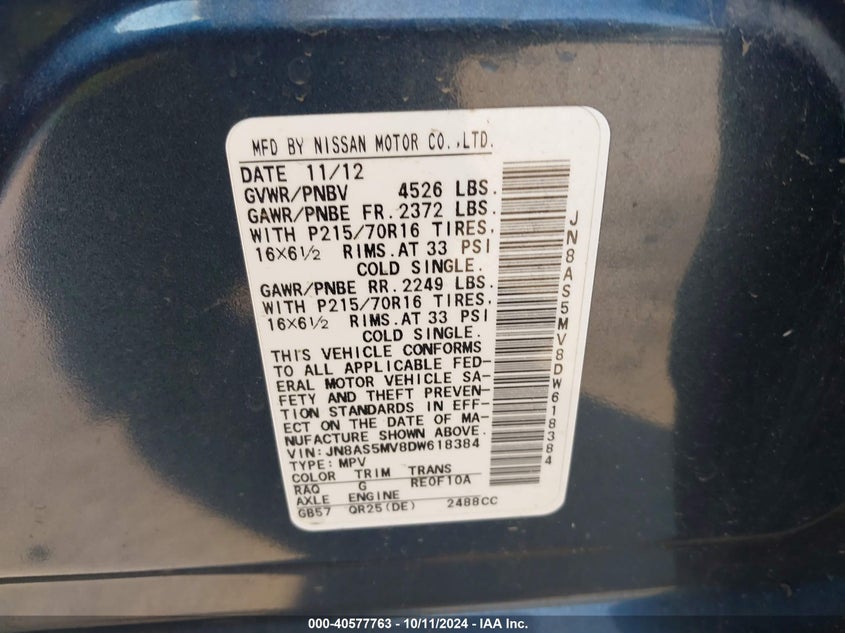 MFD BY NISSAN MOTOR CO.,LTD.
DATE 11/12
GVWR/PNBV 4526 LBS.
GAWR/PNBE FR. 2372 LBS.
WITH P215/70R16 TIRES,
16×6½ RIMS.AT 33 PSI
COLD SINGLE.
GAWR/PNBE RR. 2249 LBS.
WITH P215/70R16 TIRES,
16×6½ RIMS.AT 33 PSI
COLD SINGLE.
THIS VEHICLE CONFORMS
TO ALL APPLICABLE FED-
ERAL MOTOR VEHICLE SA-
FETY AND THEFT PREVEN-
TION STANDARDS IN EFF-
ECT ON THE DATE OF MA-
NUFACTURE SHOWN ABOVE.
VIN: JN8AS5MV8DW618384
TYPE: MPV
COLOR TRIM TRANS
RAQ G RE0F10A
AXLE ENGINE
GB57 QR25(DE) 2488CC
JN8AS5MV8DW618384
000-40577763 - 10/11/2024 - IAA Inc.